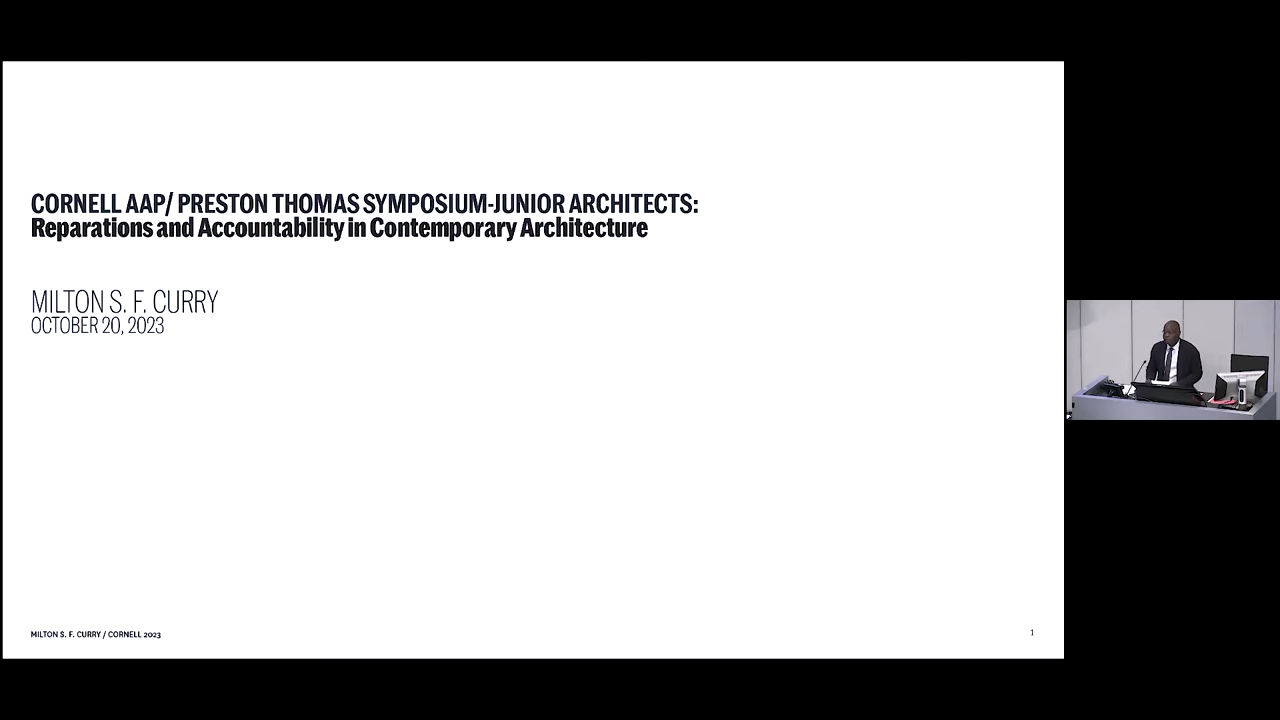 CORNELL AAP/ PRESTON THOMAS SYMPOSIUM-JUNIOR ARCHITECTS:
Reparations and Accountability in Contemporary Architecture
MILTON S. F. CURRY
OCTOBER 20, 2023
MILTON S. F. CURRY / CORNELL 2023
1